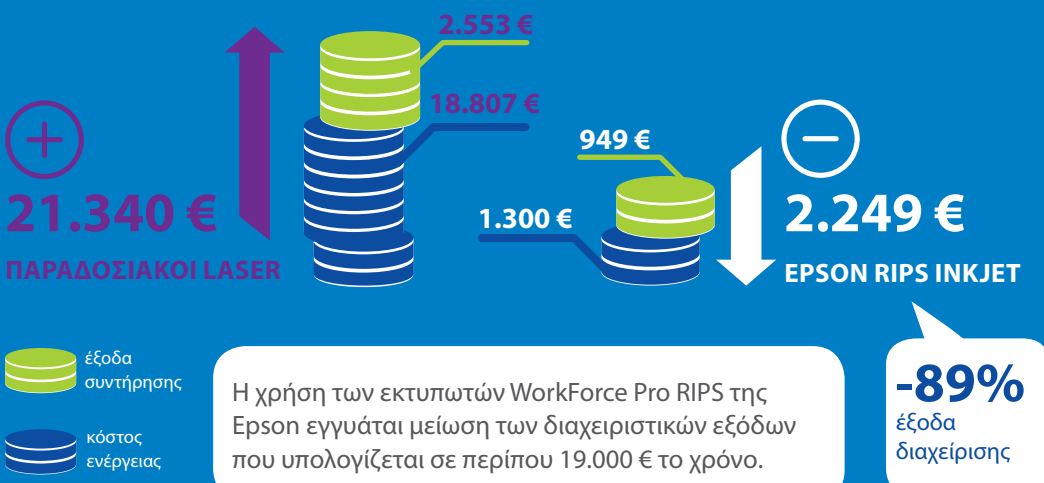 2.553 €
18.807 €
21.340 €
ΠΑΡΑΔΟΣΙΑΚΟΙ LASER
949 €
1.300 €
2.249 €
EPSON RIPS INKJET
έξοδα
συντήρησης
κόστος
ενέργειας
Η χρήση των εκτυπωτών WorkForce Pro RIPS της
Epson εγγυάται μείωση των διαχειριστικών εξόδων
που υπολογίζεται σε περίπου 19.000 € το χρόνο.
-89%
έξοδα
διαχείρισης